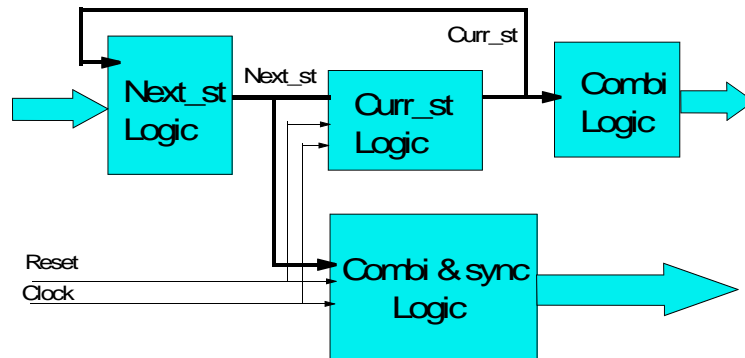 Curr_st
Next_st
Next_st
Logic
Curr_st
Logic
Combi
Logic
Reset
Clock
Combi & sync
Logic